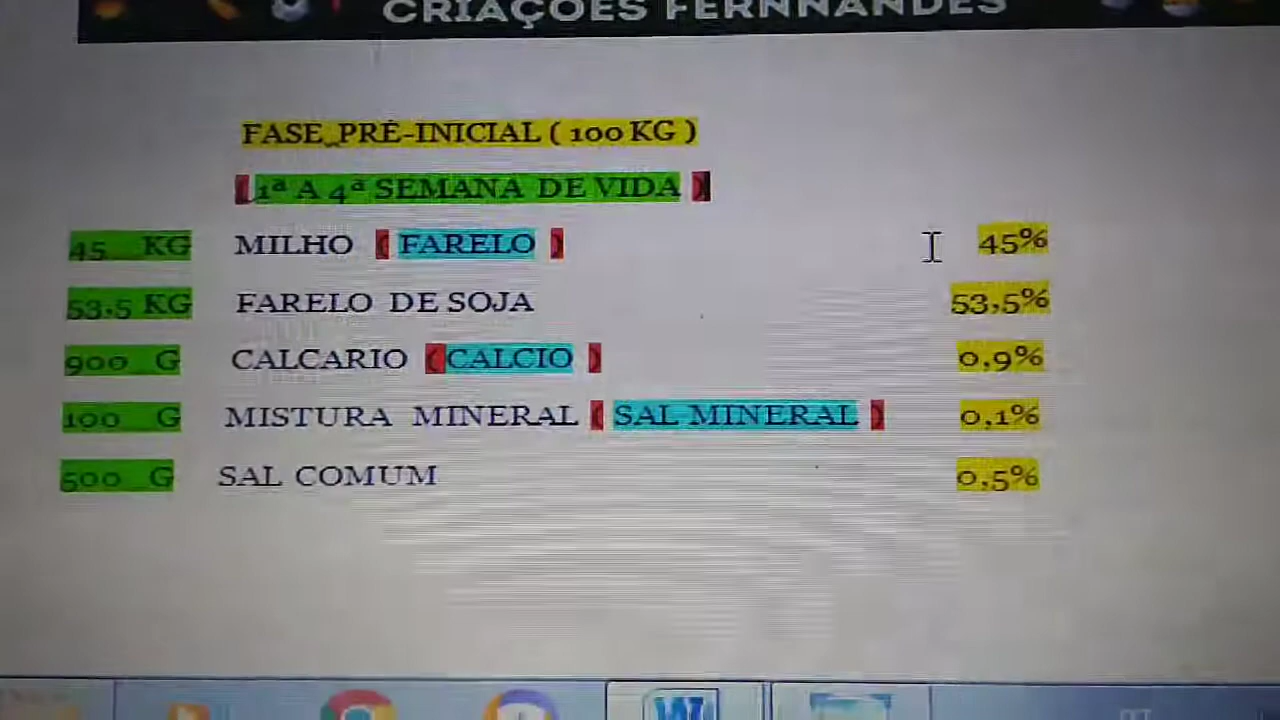 CRIAÇÕES FERNNANDES
FASE PRÉ-INICIAL ( 100 KG )
( 1ª A 4ª SEMANA DE VIDA )
45 KG MILHO ( FARELO ) 45%
53.5 KG FARELO DE SOJA 53,5%
900 G CALCARIO ( CALCIO ) 0,9%
100 G MISTURA MINERAL ( SAL MINERAL ) 0,1%
500 G SAL COMUM 0,5%